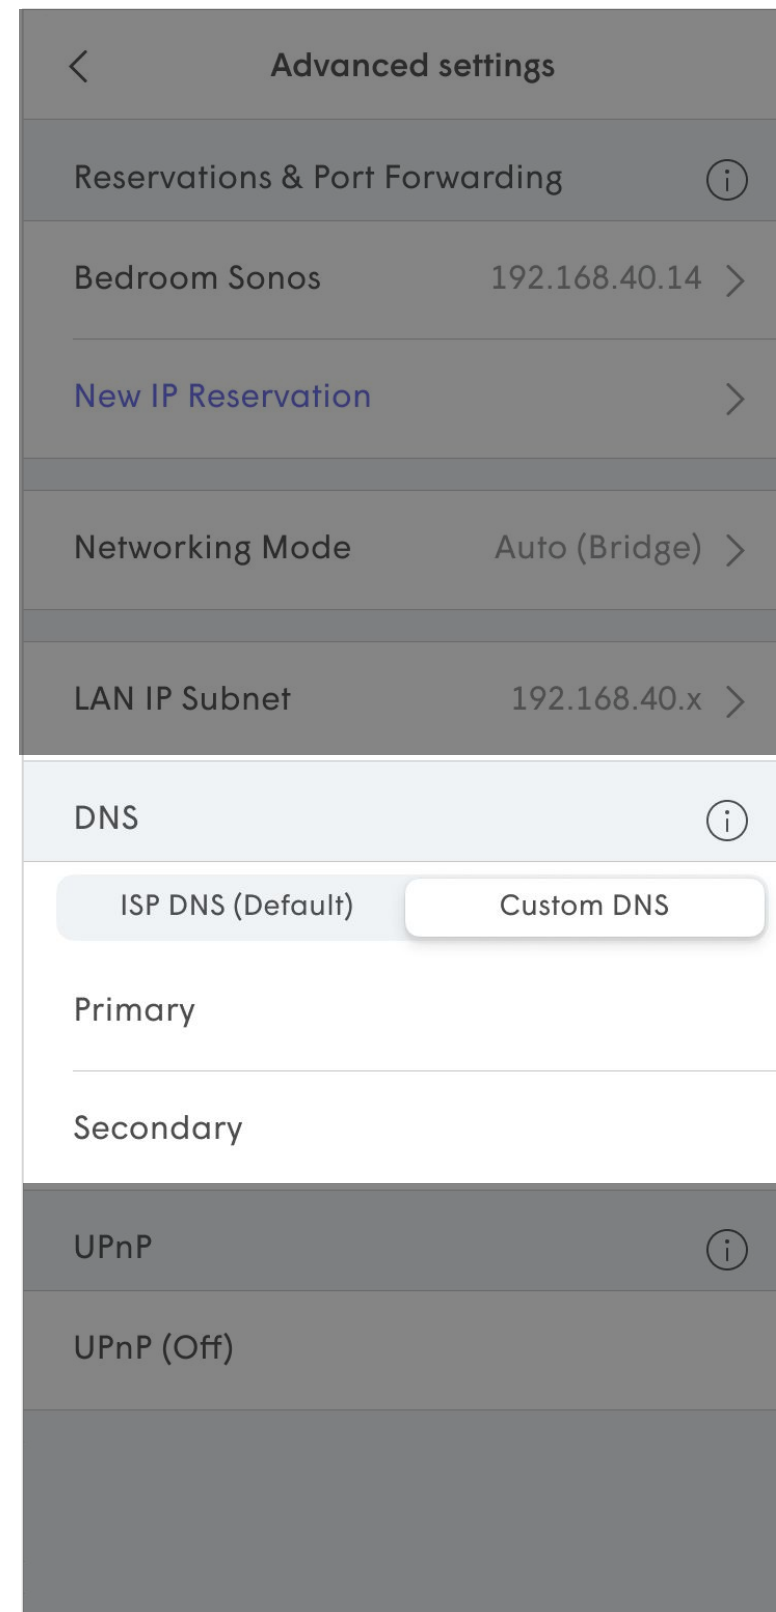 Advanced settings
Reservations & Port Forwarding
Bedroom Sonos 192.168.40.14
New IP Reservation
Networking Mode Auto (Bridge)
LAN IP Subnet 192.168.40.x
DNS
ISP DNS (Default) Custom DNS
Primary
Secondary
UPnP
UPnP (Off)